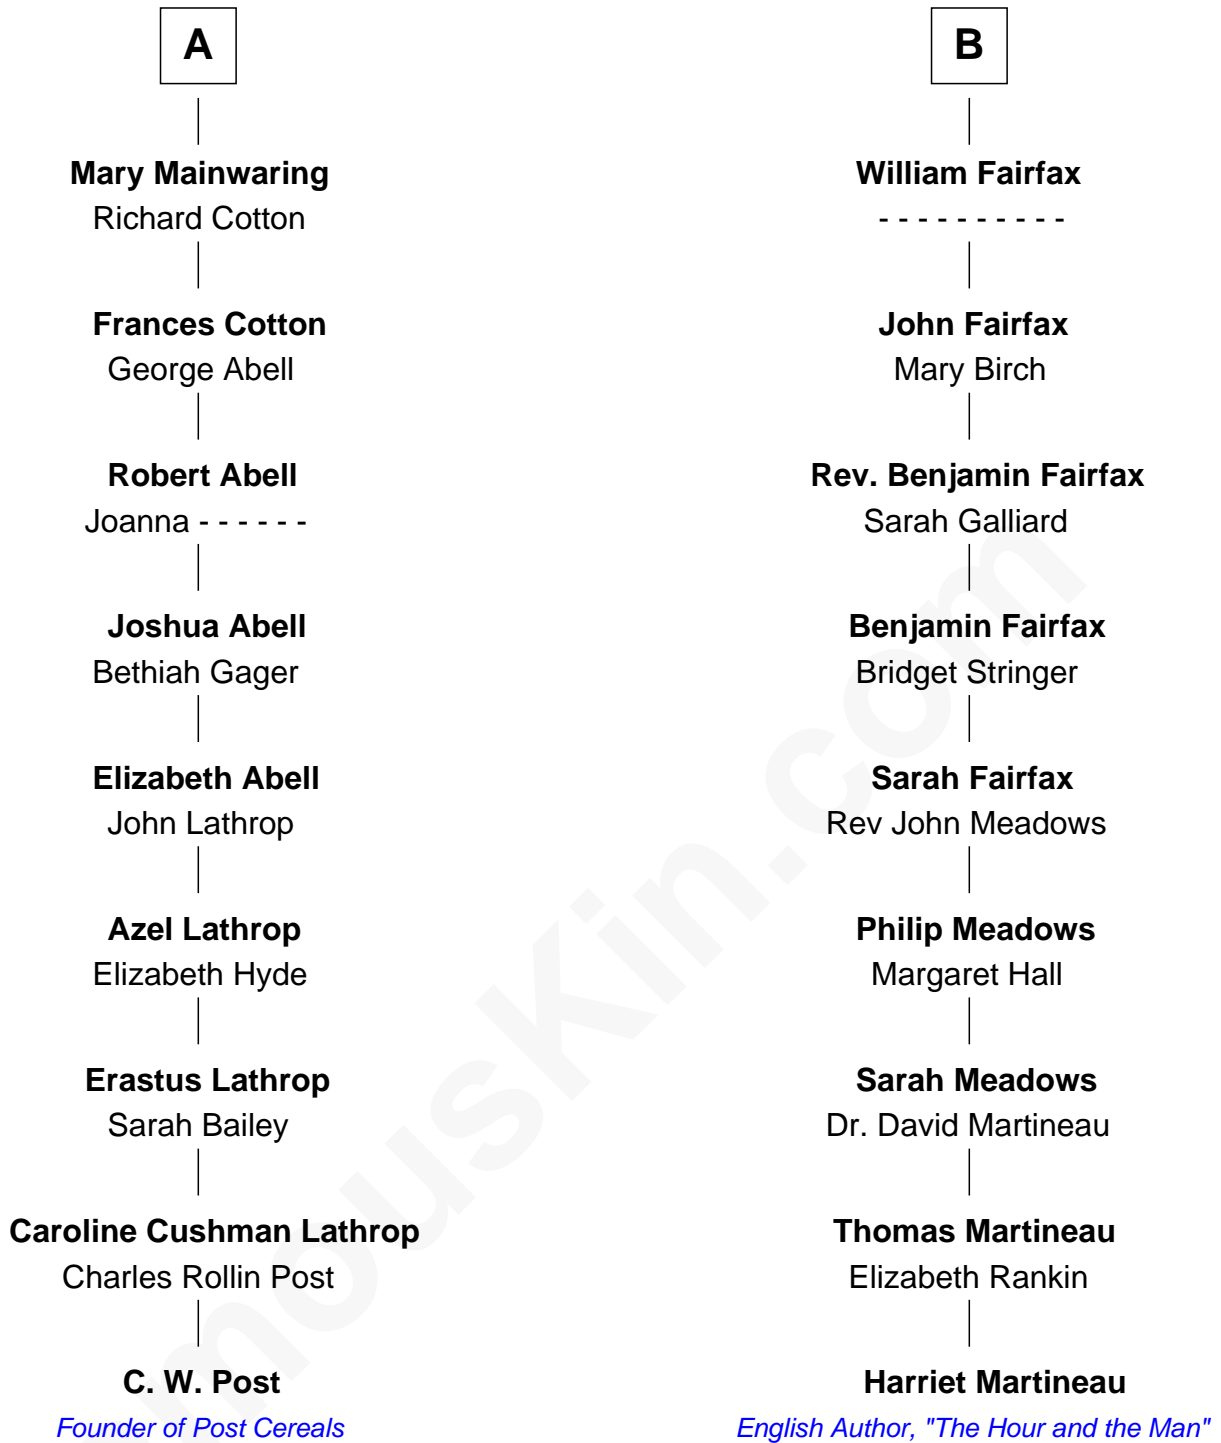 A
Mary Mainwaring
Richard Cotton
Frances Cotton
George Abell
Robert Abell
Joanna - - - - - -
Joshua Abell
Bethiah Gager
Elizabeth Abell
John Lathrop
Azel Lathrop
Elizabeth Hyde
Erastus Lathrop
Sarah Bailey
Caroline Cushman Lathrop
Charles Rollin Post
C. W. Post
Founder of Post Cereals
B
William Fairfax
- - - - - - - - - -
John Fairfax
Mary Birch
Rev. Benjamin Fairfax
Sarah Galliard
Benjamin Fairfax
Bridget Stringer
Sarah Fairfax
Rev John Meadows
Philip Meadows
Margaret Hall
Sarah Meadows
Dr. David Martineau
Thomas Martineau
Elizabeth Rankin
Harriet Martineau
English Author, "The Hour and the Man"
mousKin.com